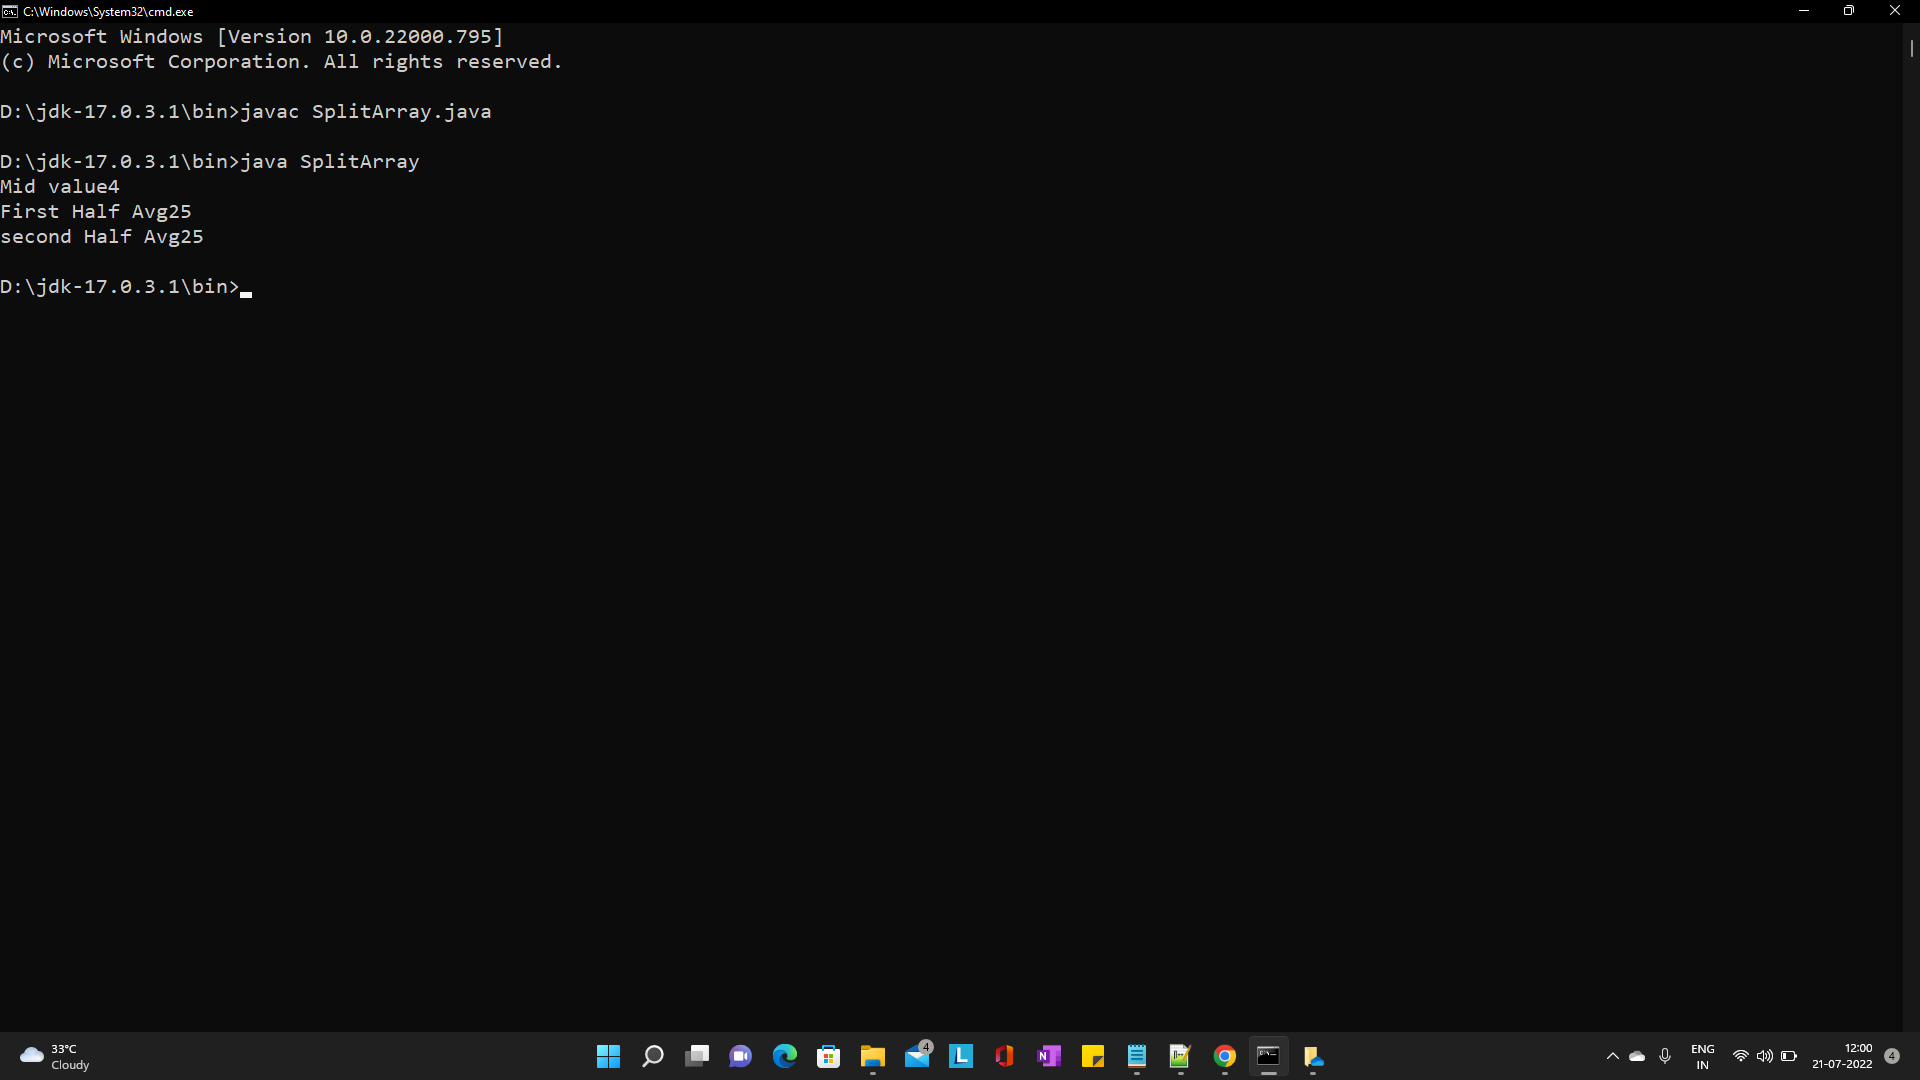 C:\Windows\System32\cmd.exe
Microsoft Windows [Version 10.0.22000.795]
(c) Microsoft Corporation. All rights reserved.
D:\jdk-17.0.3.1\bin>javac SplitArray.java
D:\jdk-17.0.3.1\bin>java SplitArray
Mid value4
First Half Avg25
second Half Avg25
D:\jdk-17.0.3.1\bin>
33°C
Cloudy
4
L
N
ENG
IN
12:00
21-07-2022
4